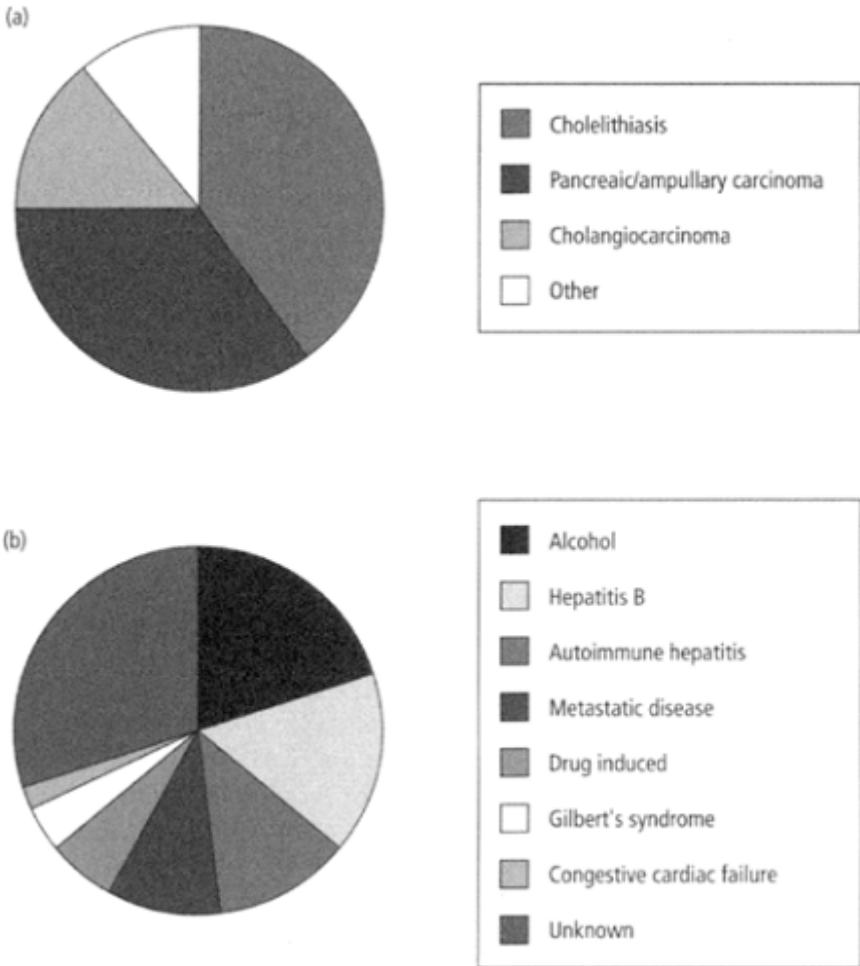 (a)
Cholelithiasis
Pancreaic/ampullary carcinoma
Cholangiocarcinoma
Other
(b)
Alcohol
Hepatitis B
Autoimmune hepatitis
Metastatic disease
Drug induced
Gilbert's syndrome
Congestive cardiac failure
Unknown